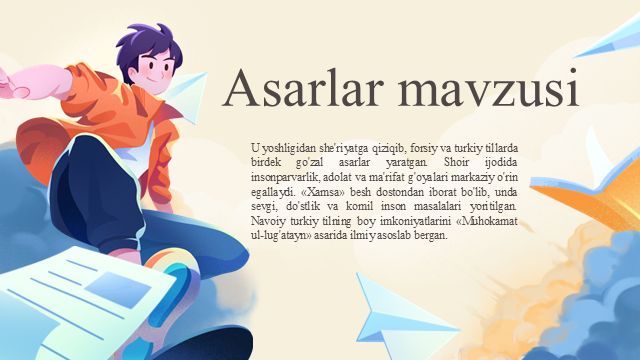 Asarlar mavzusi
U yoshligidan she'riyatga qiziqib, forsiy va turkiy tillarda
birdek go'zal asarlar yaratgan. Shoir ijodida
insonparvarlik, adolat va ma'rifat g'oyalari markaziy o'rin
egallaydi. «Xamsa» besh dostondan iborat bo'lib, unda
sevgi, do'stlik va komil inson masalalari yoritilgan.
Navoiy turkiy tilning boy imkoniyatlarini «Muhokamat
ul-lug'atayn» asarida ilmiy asoslab bergan.